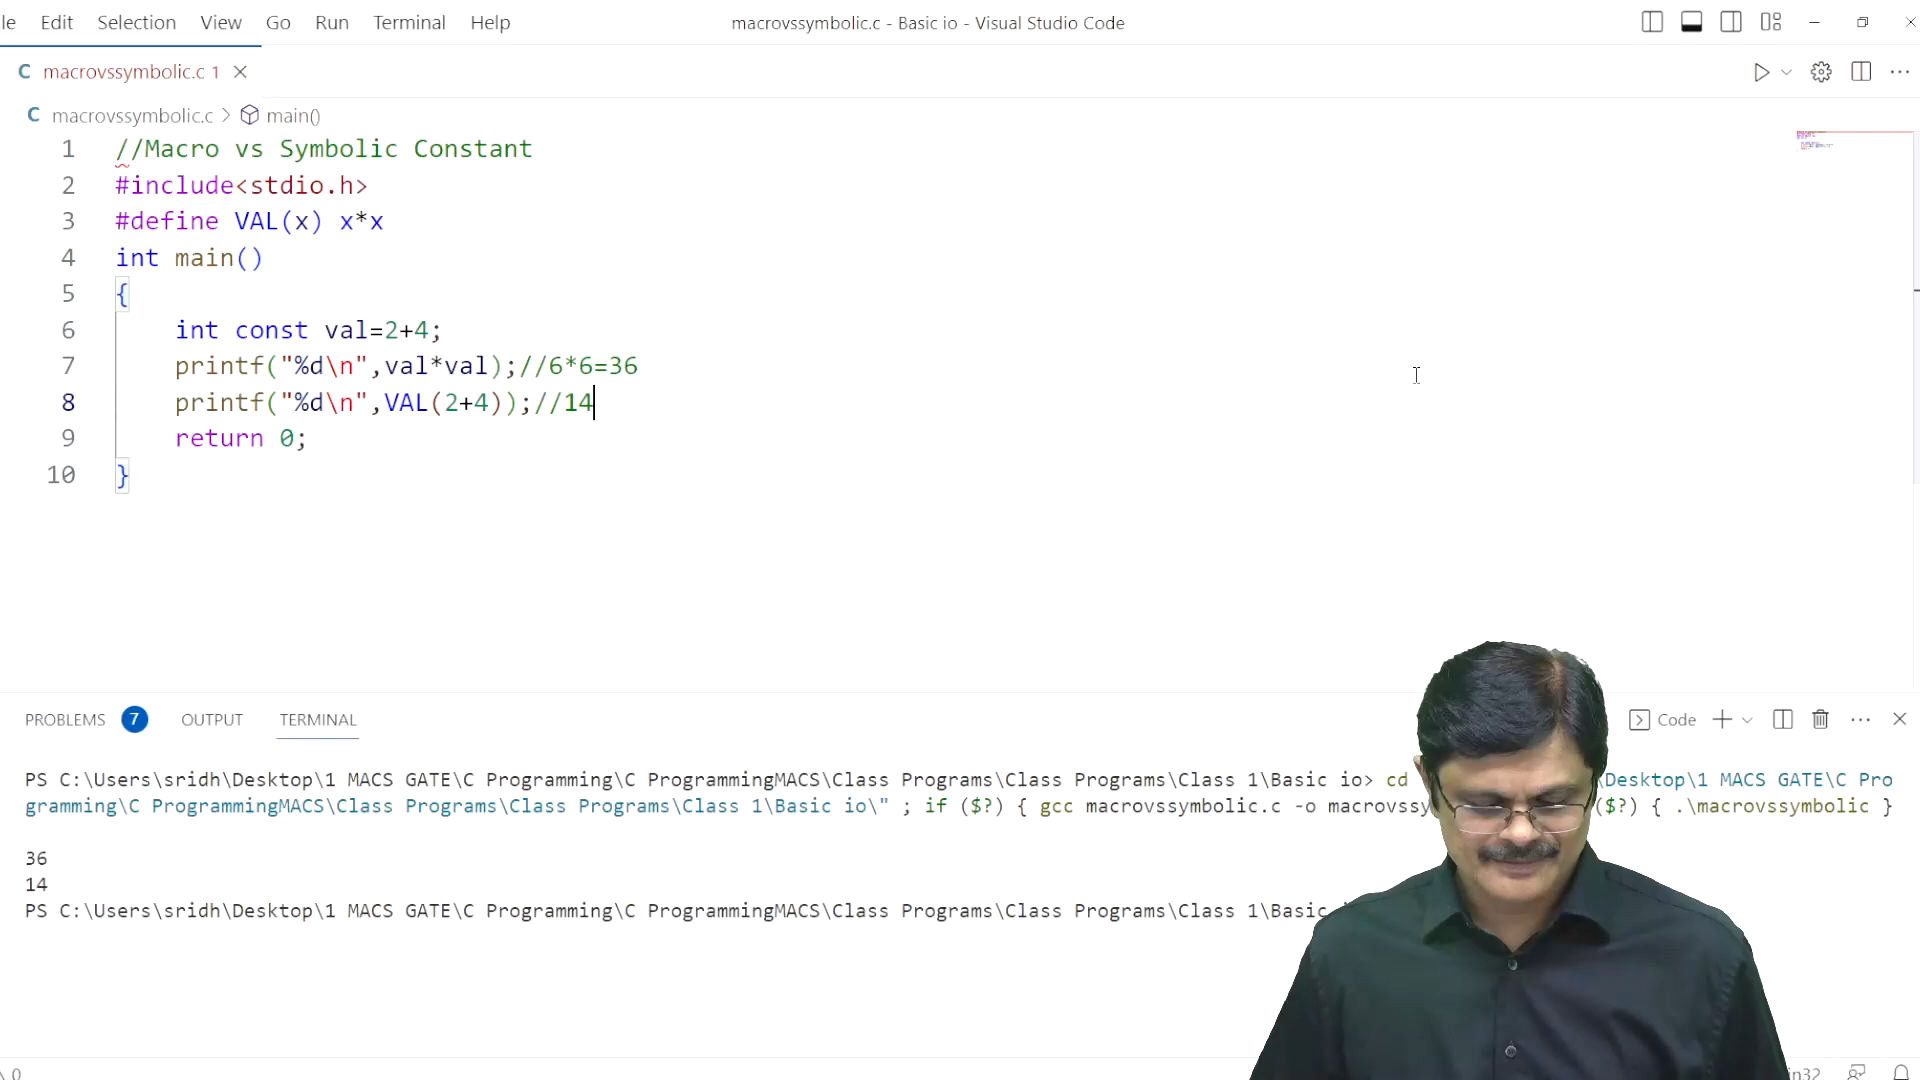 le Edit Selection View Go Run Terminal Help macrovssymbolic.c - Basic io - Visual Studio Code
C macrovssymbolic.c 1
C macrovssymbolic.c > main()
1 //Macro vs Symbolic Constant
2 #include<stdio.h>
3 #define VAL(x) x*x
4 int main()
5 {
6 int const val=2+4;
7 printf("%d\n",val*val);//6*6=36
8 printf("%d\n",VAL(2+4));//14
9 return 0;
10 }
PROBLEMS 7 OUTPUT TERMINAL Code
PS C:\Users\sridh\Desktop\1 MACS GATE\C Programming\C ProgrammingMACS\Class Programs\Class Programs\Class 1\Basic io> cd \Desktop\1 MACS GATE\C Pro
gramming\C ProgrammingMACS\Class Programs\Class Programs\Class 1\Basic io\" ; if ($?) { gcc macrovssymbolic.c -o macrovssy ($?) { .\macrovssymbolic }
36
14
PS C:\Users\sridh\Desktop\1 MACS GATE\C Programming\C ProgrammingMACS\Class Programs\Class Programs\Class 1\Basic
0 in32